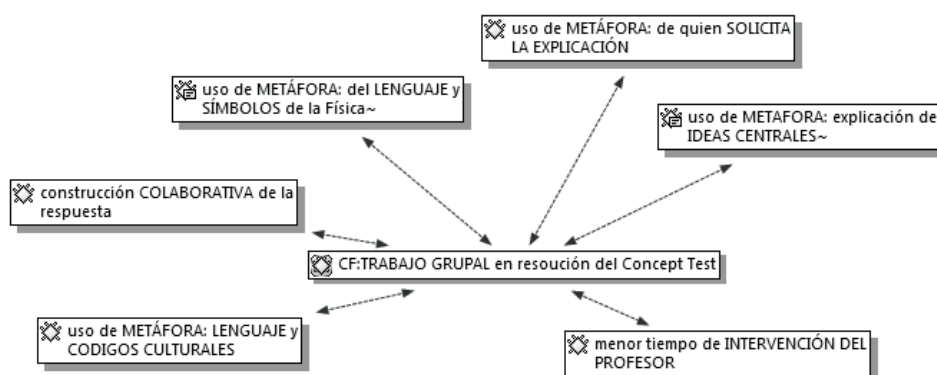 uso de METÁFORA: de quien SOLICITA
LA EXPLICACIÓN
uso de METÁFORA: del LENGUAJE y
SÍMBOLOS de la Física~
uso de METAFORA: explicación de
IDEAS CENTRALES~
construcción COLABORATIVA de la
respuesta
CF:TRABAJO GRUPAL en resoución del Concept Test
uso de METÁFORA: LENGUAJE y
CODIGOS CULTURALES
menor tiempo de INTERVENCIÓN DEL
PROFESOR